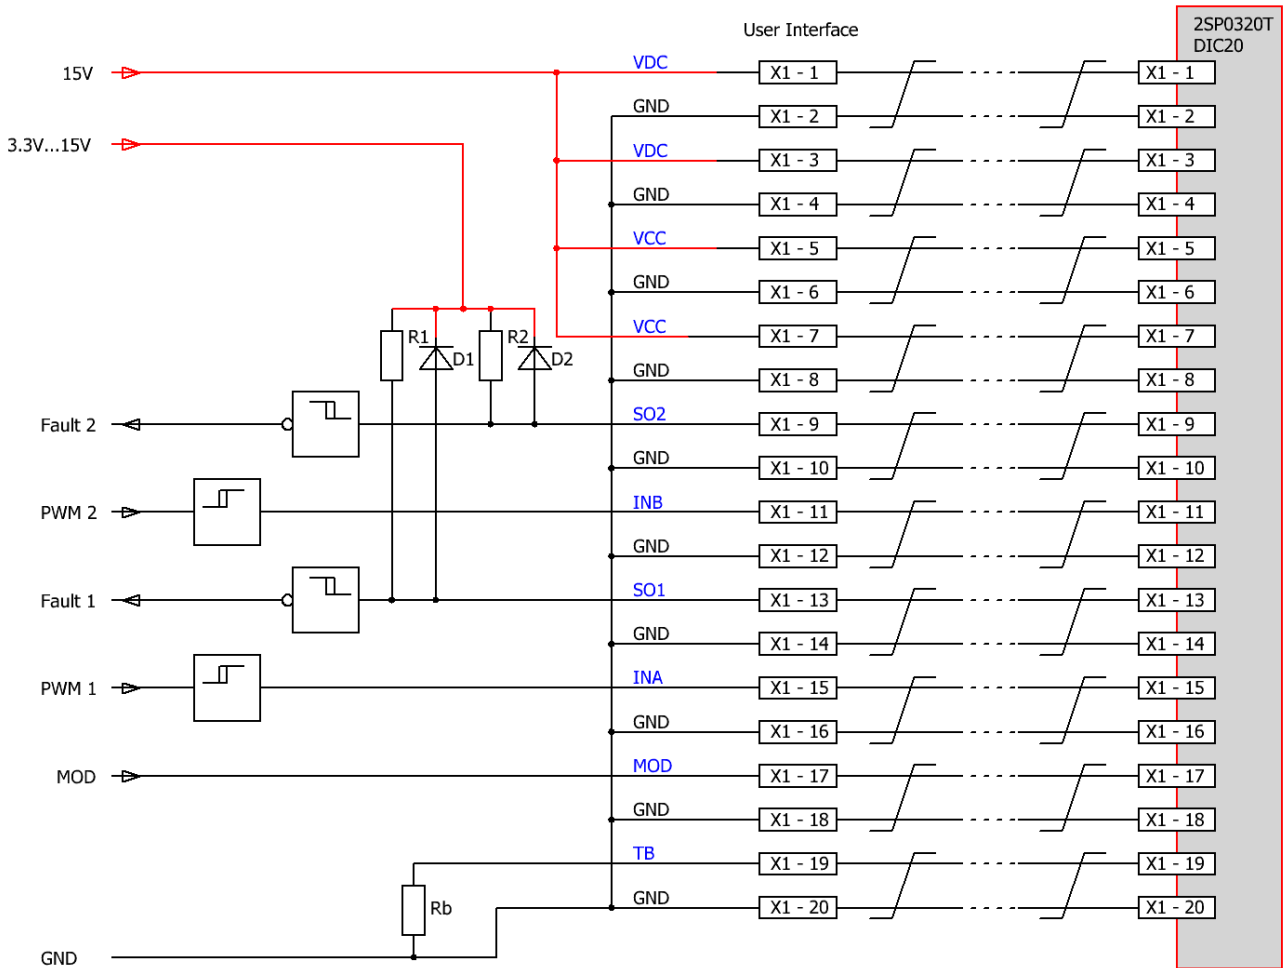 User Interface
2SP0320T
DIC20
15V
VDC
X1 - 1
X1 - 1
GND
X1 - 2
X1 - 2
3.3V...15V
VDC
X1 - 3
X1 - 3
GND
X1 - 4
X1 - 4
VCC
X1 - 5
X1 - 5
GND
X1 - 6
X1 - 6
R1
D1
R2
D2
VCC
X1 - 7
X1 - 7
GND
X1 - 8
X1 - 8
Fault 2
SO2
X1 - 9
X1 - 9
GND
X1 - 10
X1 - 10
PWM 2
INB
X1 - 11
X1 - 11
GND
X1 - 12
X1 - 12
Fault 1
SO1
X1 - 13
X1 - 13
GND
X1 - 14
X1 - 14
PWM 1
INA
X1 - 15
X1 - 15
GND
X1 - 16
X1 - 16
MOD
MOD
X1 - 17
X1 - 17
GND
X1 - 18
X1 - 18
TB
X1 - 19
X1 - 19
Rb
GND
X1 - 20
X1 - 20
GND